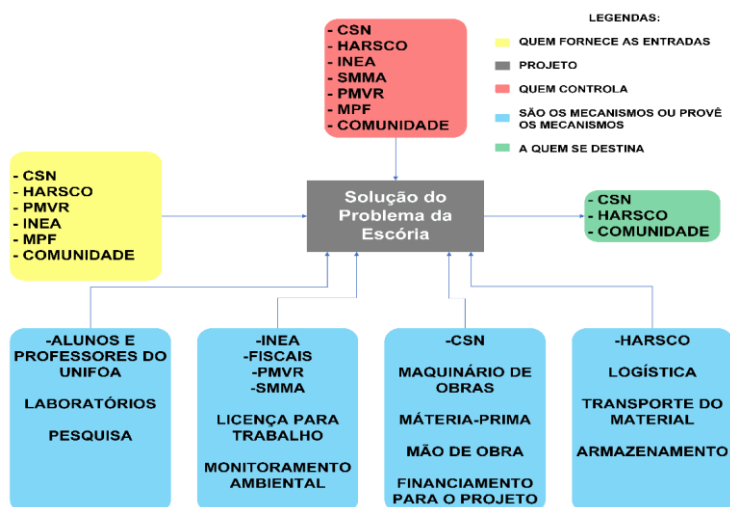 LEGENDAS:
QUEM FORNECE AS ENTRADAS
PROJETO
QUEM CONTROLA
SÃO OS MECANISMOS OU PROVÊ
OS MECANISMOS
A QUEM SE DESTINA
- CSN
- HARSCO
- INEA
- SMMA
- PMVR
- MPF
- COMUNIDADE
- CSN
- HARSCO
- PMVR
- INEA
- MPF
- COMUNIDADE
Solução do
Problema da
Escória
- CSN
- HARSCO
- COMUNIDADE
-ALUNOS E
PROFESSORES DO
UNIFOA
LABORATÓRIOS
PESQUISA
-INEA
-FISCAIS
-PMVR
-SMMA
LICENÇA PARA
TRABALHO
MONITORAMENTO
AMBIENTAL
-CSN
MAQUINÁRIO DE
OBRAS
MÁTERIA-PRIMA
MÃO DE OBRA
FINANCIAMENTO
PARA O PROJETO
-HARSCO
LOGÍSTICA
TRANSPORTE DO
MATERIAL
ARMAZENAMENTO